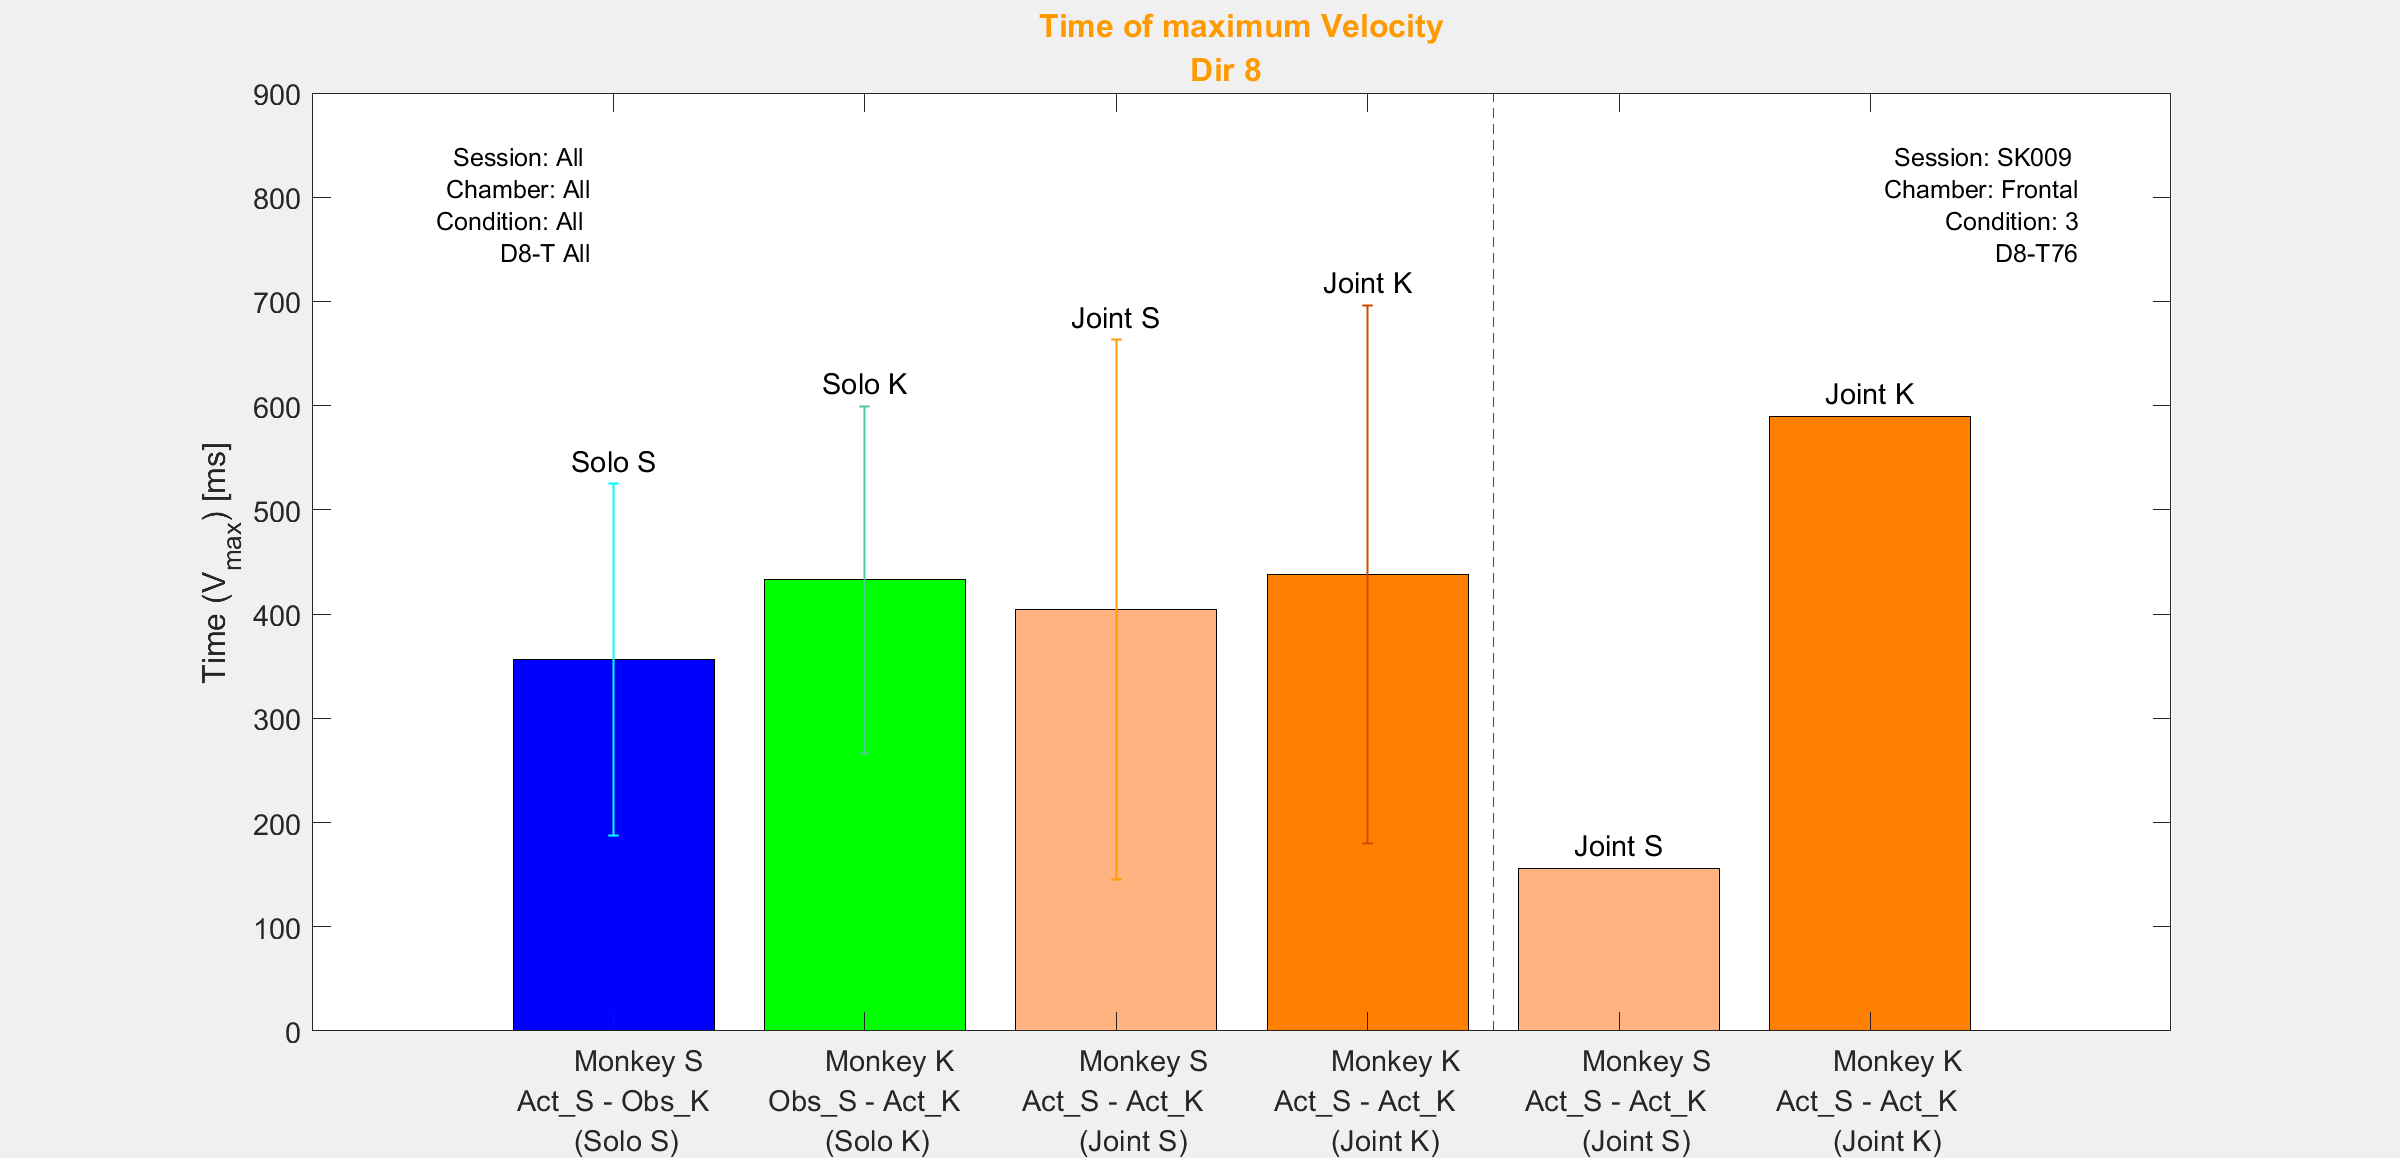 Time of maximum Velocity
Dir 8
900
800
700
600
500
400
300
200
100
0
Time (Vmax) [ms]
Session: All
Chamber: All
Condition: All
D8-T All
Session: SK009
Chamber: Frontal
Condition: 3
D8-T76
Solo S
Solo K
Joint S
Joint K
Joint S
Joint K
Monkey S
Act_S - Obs_K
(Solo S)
Monkey K
Obs_S - Act_K
(Solo K)
Monkey S
Act_S - Act_K
(Joint S)
Monkey K
Act_S - Act_K
(Joint K)
Monkey S
Act_S - Act_K
(Joint S)
Monkey K
Act_S - Act_K
(Joint K)